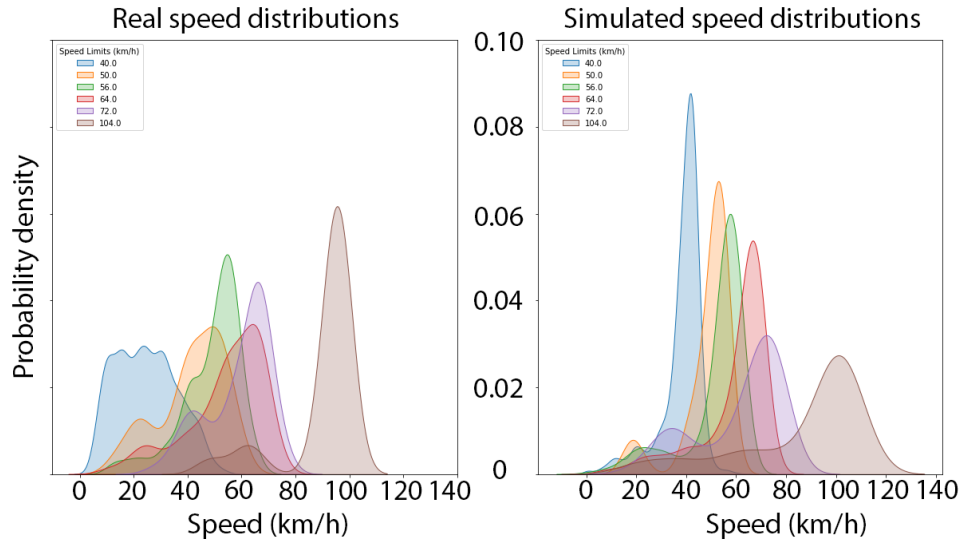 Real speed distributions
Simulated speed distributions
Probability density
Speed Limits (km/h)
40.0
50.0
56.0
64.0
72.0
104.0
0 20 40 60 80 100 120 140
Speed (km/h)
0.10
0.08
0.06
0.04
0.02
0
Speed Limits (km/h)
40.0
50.0
56.0
64.0
72.0
104.0
0 20 40 60 80 100 120 140
Speed (km/h)